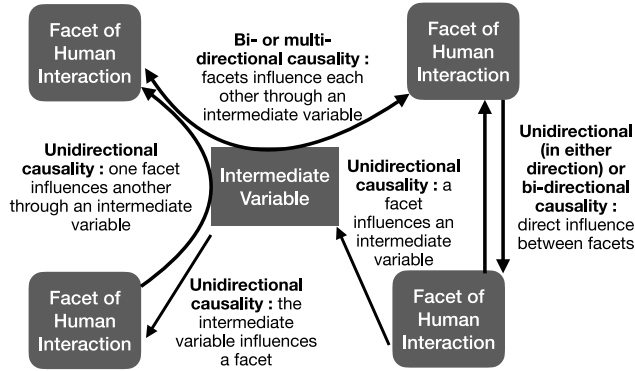 Facet of
Human
Interaction
Bi- or multi-
directional causality :
facets influence each
other through an
intermediate variable
Facet of
Human
Interaction
Unidirectional
causality : one facet
influences another
through an intermediate
variable
Intermediate
Variable
Unidirectional
causality : a
facet
influences an
intermediate
variable
Unidirectional
(in either
direction) or
bi-directional
causality :
direct influence
between facets
Facet of
Human
Interaction
Unidirectional
causality : the
intermediate
variable influences
a facet
Facet of
Human
Interaction